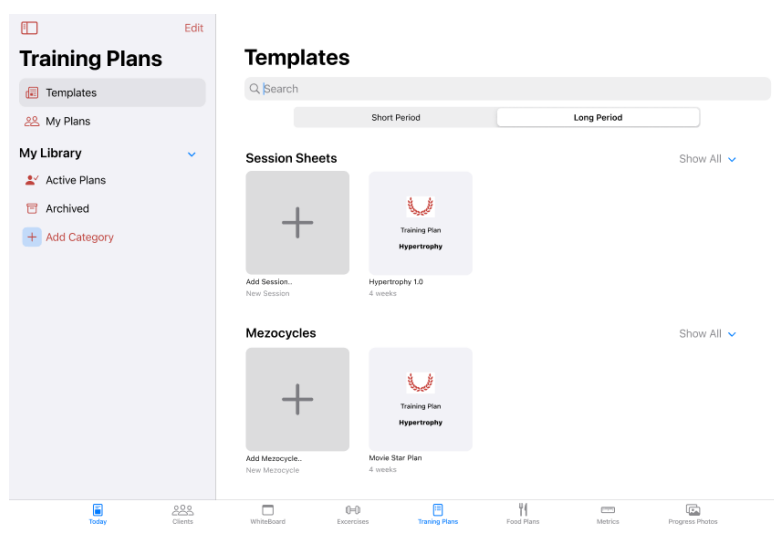 Edit
Training Plans
Templates
My Plans
My Library
Active Plans
Archived
Add Category
Templates
Search
Short Period
Long Period
Session Sheets
Show All
Training Plan
Hypertrophy
Add Session..
New Session
Hypertrophy 1.0
4 weeks
Mezocycles
Show All
Training Plan
Hypertrophy
Add Mezocycle..
New Mezocycle
Movie Star Plan
4 weeks
Today
Clients
WhiteBoard
Excercises
Traning Plans
Food Plans
Metrics
Progress Photos